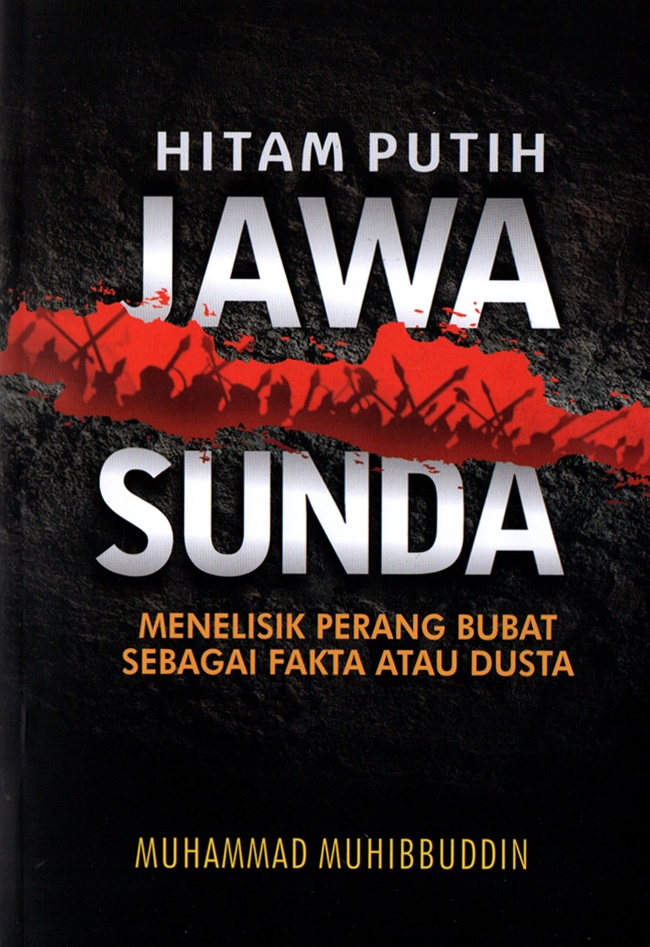 HITAM PUTIH
JAWA
SUNDA
MENELISIK PERANG BUBAT
SEBAGAI FAKTA ATAU DUSTA
MUHAMMAD MUHIBBUDDIN